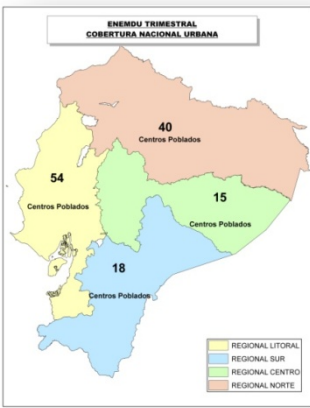 ENEMDU TRIMESTRAL
COBERTURA NACIONAL URBANA
40
Centros Poblados
54
Centros Poblados
15
Centros Poblados
18
Centros Poblados
REGIONAL LITORAL
REGIONAL SUR
REGIONAL CENTRO
REGIONAL NORTE